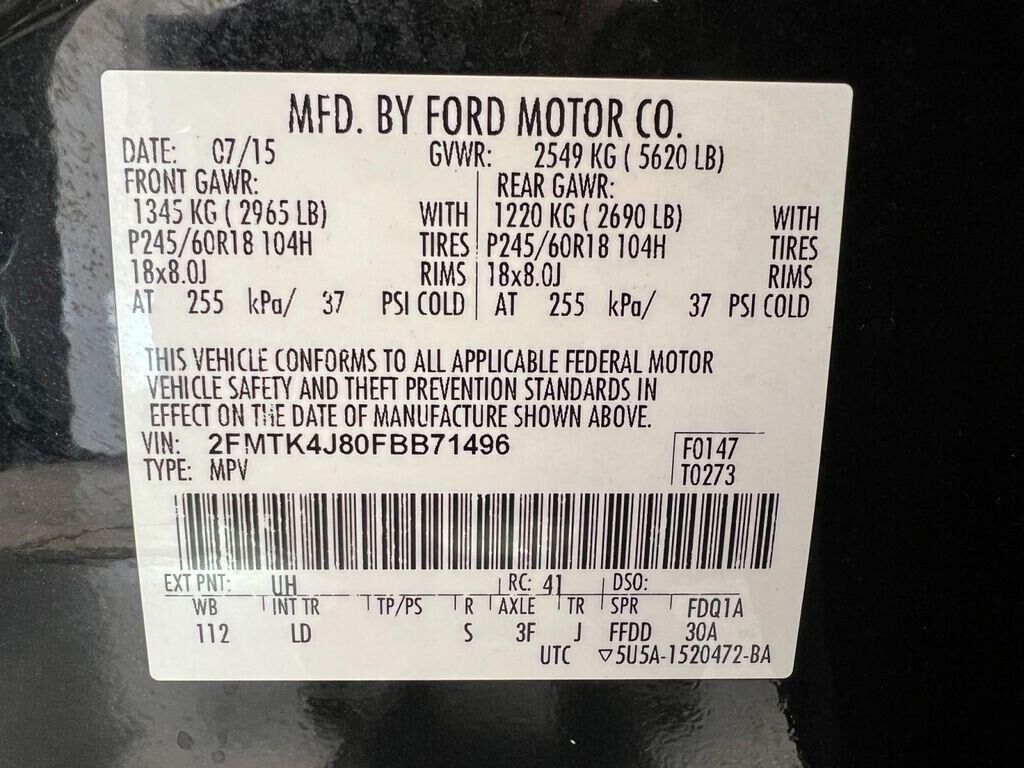 MFD. BY FORD MOTOR CO.
DATE: 07/15 GVWR: 2549 KG ( 5620 LB)
FRONT GAWR: REAR GAWR:
1345 KG ( 2965 LB) WITH 1220 KG ( 2690 LB) WITH
P245/60R18 104H TIRES P245/60R18 104H TIRES
18x8.0J RIMS 18x8.0J RIMS
AT 255 kPa/ 37 PSI COLD AT 255 kPa/ 37 PSI COLD
THIS VEHICLE CONFORMS TO ALL APPLICABLE FEDERAL MOTOR
VEHICLE SAFETY AND THEFT PREVENTION STANDARDS IN
EFFECT ON THE DATE OF MANUFACTURE SHOWN ABOVE.
VIN: 2FMTK4J80FBB71496 F0147
TYPE: MPV T0273
EXT PNT: UH RC: 41 DSO:
WB INT TR TP/PS R AXLE TR SPR FDQ1A
112 LD S 3F J FFDD 30A
UTC ▽5U5A-1520472-BA